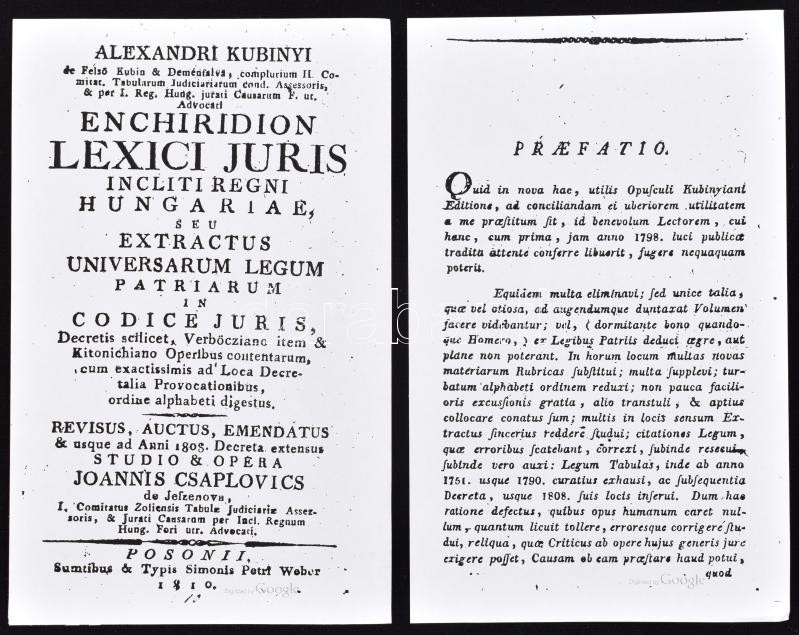 ALEXANDRI KUBINYI
de Felső Kubin & Deménfalva, complurium II. Co-
mitat. Tabularum Judiciariarum cond. Assessoris,
& per I. Reg. Hung. jurati Causarum F. ut.
Advocati
ENCHIRIDION
LEXICI JURIS
INCLITI REGNI
HUNGARIAE,
SEU
EXTRACTUS
UNIVERSARUM LEGUM
PATRIARUM
IN
CODICE JURIS,
Decretis scilicet, Verböcziano item &
Kitonichiano Operibus contentarum,
cum exactissimis ad Loca Decre-
talia Provocationibus,
ordine alphabeti digestus.
REVISUS, AUCTUS, EMENDATUS
& usque ad Anni 1808. Decreta extensus
STUDIO & OPERA
JOANNIS CSAPLOVICS
de Jeszenova,
I. Comitatus Zoliensis Tabulæ Judiciariæ Asses-
soris, & Jurati Causarum per Incl. Regnum
Hung. Fori utr. Advocati.
POSONII,
Sumtibus & Typis Simonis Petri Weber
1810.
Digitized by Google
PRÆFATIO.
Quid in nova hac, utilis Opuſculi Kubinyiani
Editione, ad conciliandam ei uberiorem utilitatem
a me præſtitum ſit, id benevolum Lectorem, cui
hanc, cum prima, jam anno 1798. luci publicæ
tradita attente conferre libuerit, fugere nequaquam
poterit.
Equidem multa eliminavi; ſed unice talia,
quæ vel otioſa, ad augendumque duntaxat Volumen
facere videbantur; vel, (dormitante bono quando-
que Homero,) ex Legibus Patriis deduci ægre, aut
plane non poterant. In horum locum multas novas
materiarum Rubricas ſubſtitui; multa ſupplevi; tur-
batum alphabeti ordinem reduxi; non pauca facili-
oris excuſſionis gratia, alio transtuli, & aptius
collocare conatus ſum; multis in locis sensum Ex-
tractus ſincerius reddere ſtudui; citationes Legum,
quæ erroribus ſcatebant, correxi, ſubinde resecui,
ſubinde vero auxi: Legum Tabulas, inde ab anno
1751. usque 1790. curatius exhausi, ac ſubſequentia
Decreta, usque 1808. ſuis locis inſerui. Dum hac
ratione defectus, quibus opus humanum caret nul-
lum, quantum licuit tollere, erroresque corrigere ſtu-
dui, reliqua, quæ Criticus ab opere hujus generis jure
exigere poſſet, Causam ob eam præſtare haud potui,
quod
Digitized by Google